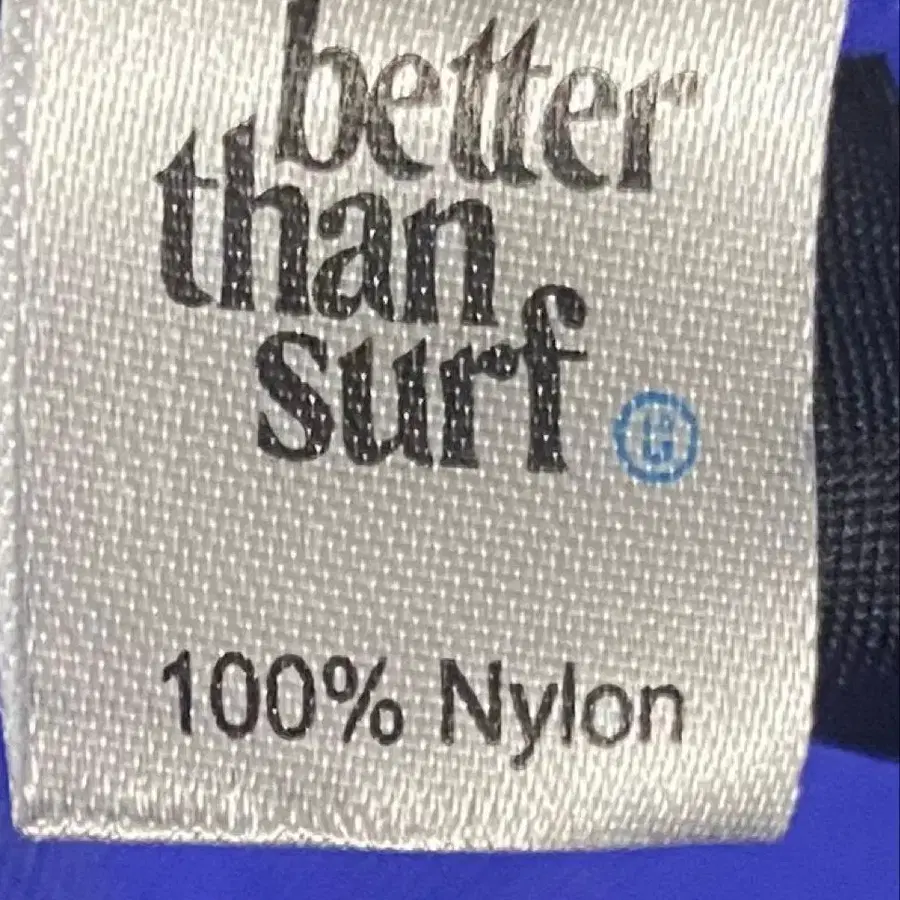 better
than
surf
100% Nylon